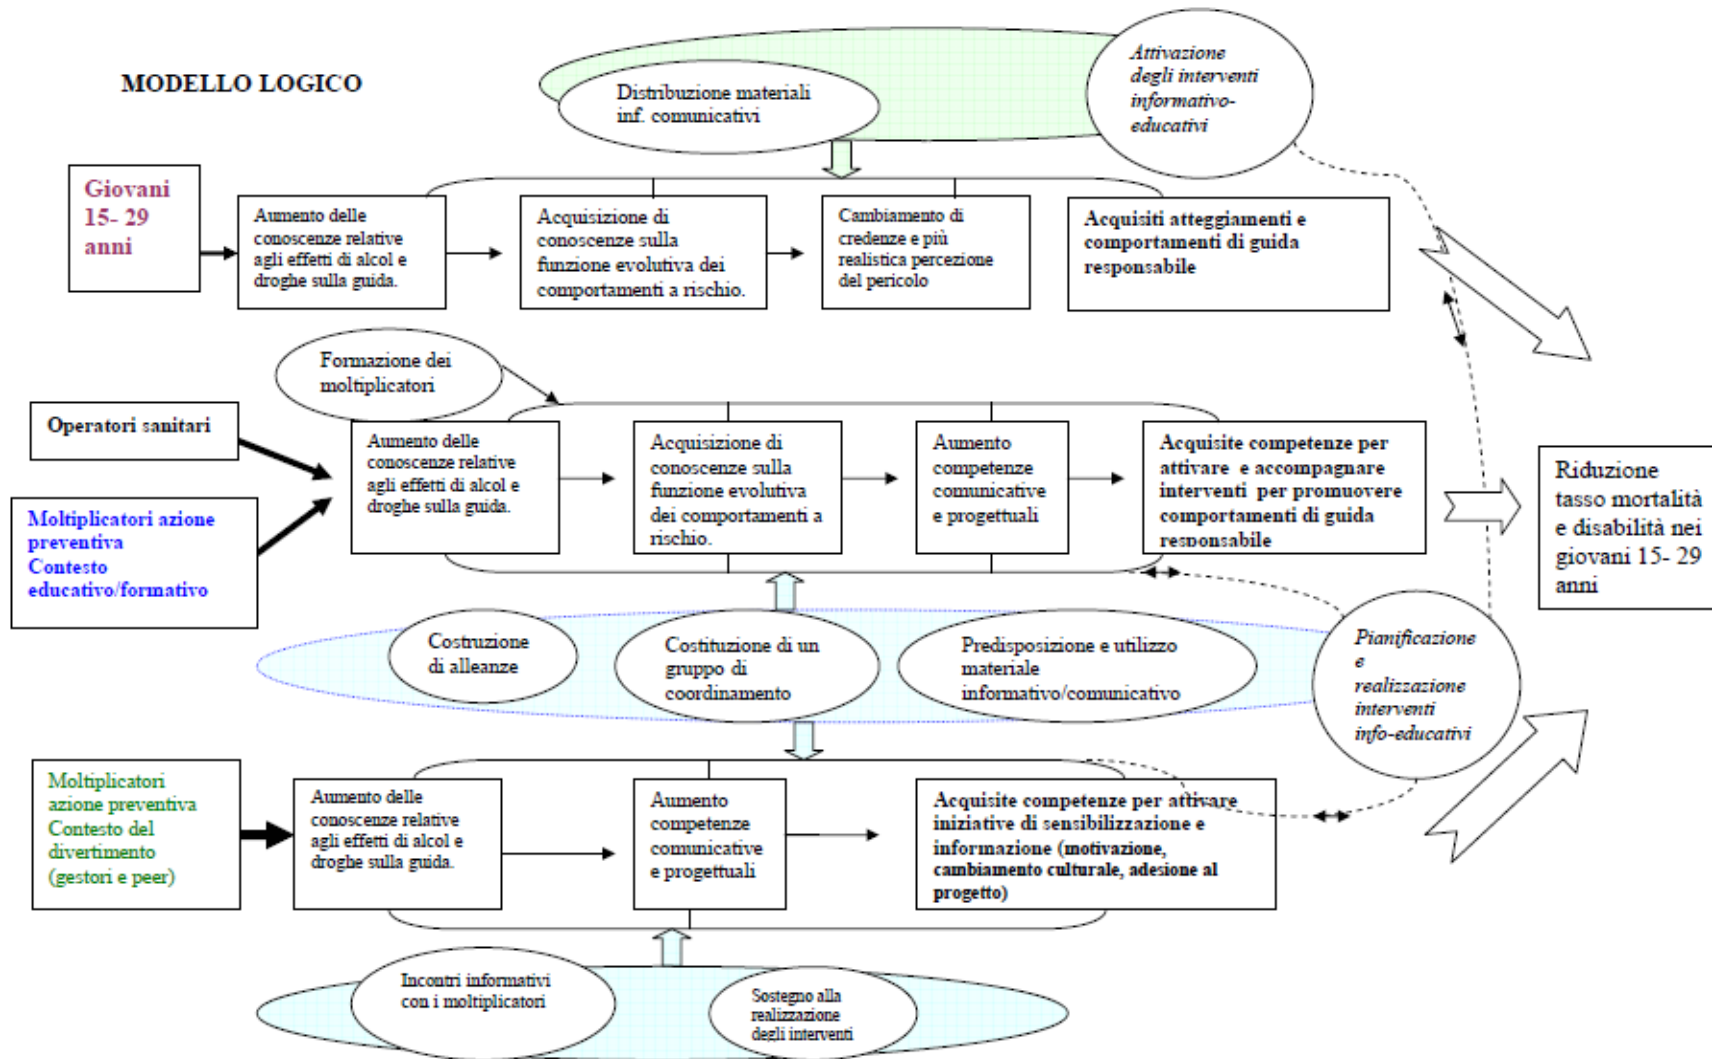 MODELLO LOGICO
Attivazione
degli interventi
informativo-
educativi
Distribuzione materiali
inf. comunicativi
Giovani
15- 29
anni
Aumento delle
conoscenze relative
agli effetti di alcol e
droghe sulla guida.
Acquisizione di
conoscenze sulla
funzione evolutiva dei
comportamenti a rischio.
Cambiamento di
credenze e più
realistica percezione
del pericolo
Acquisiti atteggiamenti e
comportamenti di guida
responsabile
Formazione dei
moltiplicatori
Operatori sanitari
Moltiplicatori azione
preventiva
Contesto
educativo/formativo
Aumento delle
conoscenze relative
agli effetti di alcol e
droghe sulla guida.
Acquisizione di
conoscenze sulla
funzione evolutiva
dei comportamenti a
rischio.
Aumento
competenze
comunicative
e progettuali
Acquisite competenze per
attivare e accompagnare
interventi per promuovere
comportamenti di guida
responsabile
Riduzione
tasso mortalità
e disabilità nei
giovani 15- 29
anni
Costruzione
di alleanze
Costituzione di un
gruppo di
coordinamento
Predisposizione e utilizzo
materiale
informativo/comunicativo
Pianificazione
e
realizzazione
interventi
info-educativi
Moltiplicatori
azione preventiva
Contesto del
divertimento
(gestori e peer)
Aumento delle
conoscenze relative
agli effetti di alcol e
droghe sulla guida.
Aumento
competenze
comunicative
e progettuali
Acquisite competenze per attivare
iniziative di sensibilizzazione e
informazione (motivazione,
cambiamento culturale, adesione al
progetto)
Incontri informativi
con i moltiplicatori
Sostegno alla
realizzazione
degli interventi